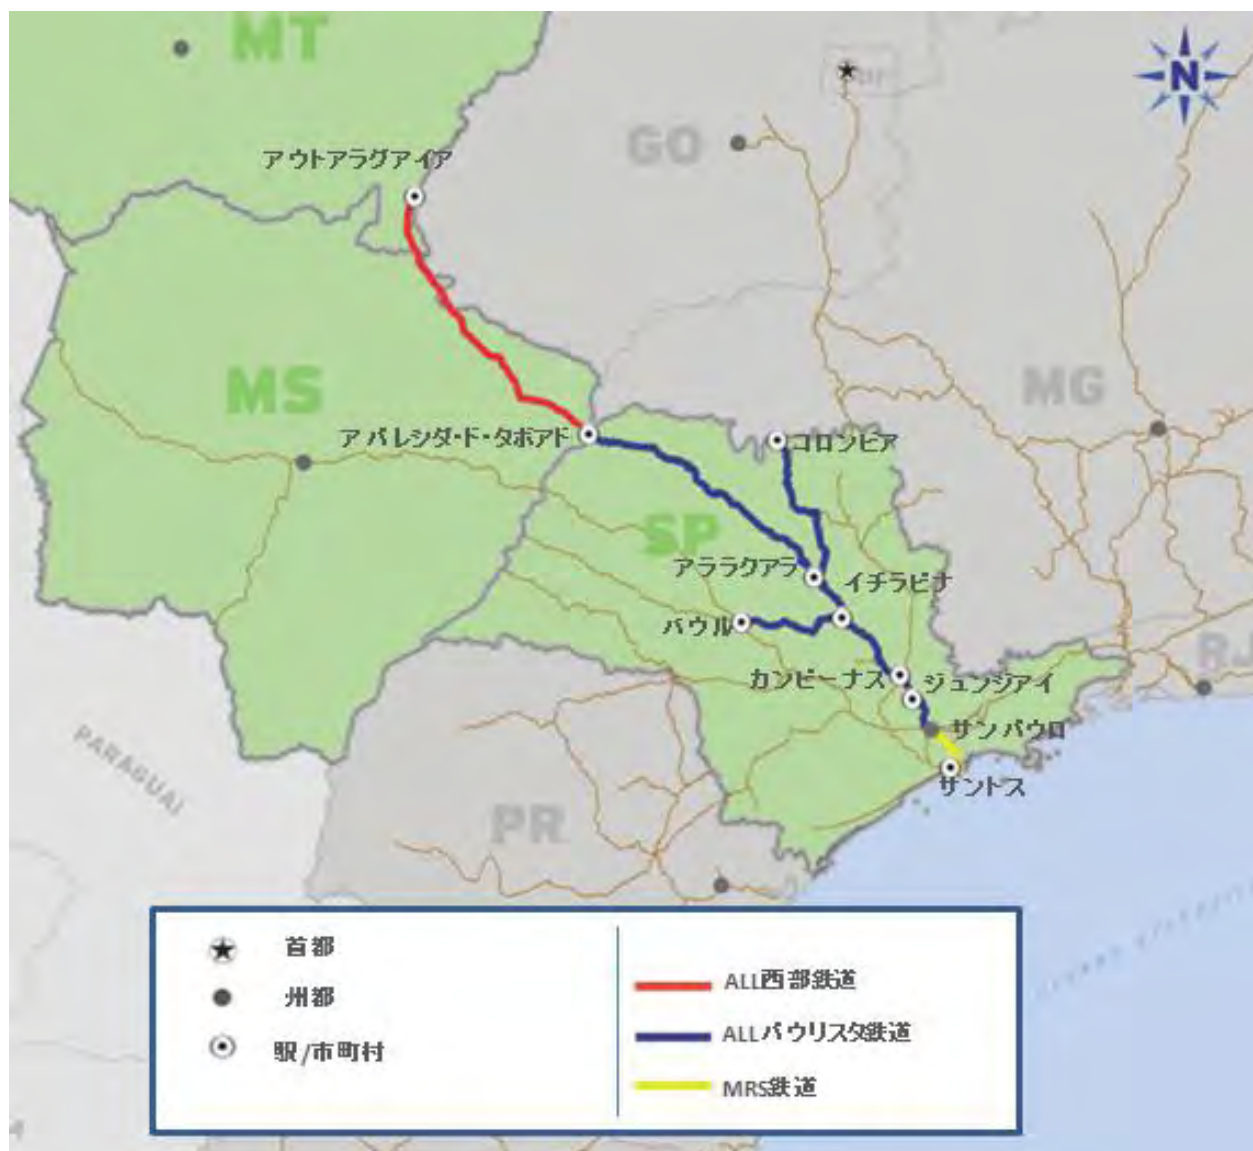 MT
N
GO
アウトアラグアイア
MS
MG
アパレシダ・ド・タボアド
コロンビア
SP
アララクアラ
イチラピナ
バウル
RJ
カンピーナス
ジュンジアイ
サンパウロ
サントス
PARAGUAI
PR
首都
州都
駅/市町村
ALL西部鉄道
ALLパウリスタ鉄道
MRS鉄道